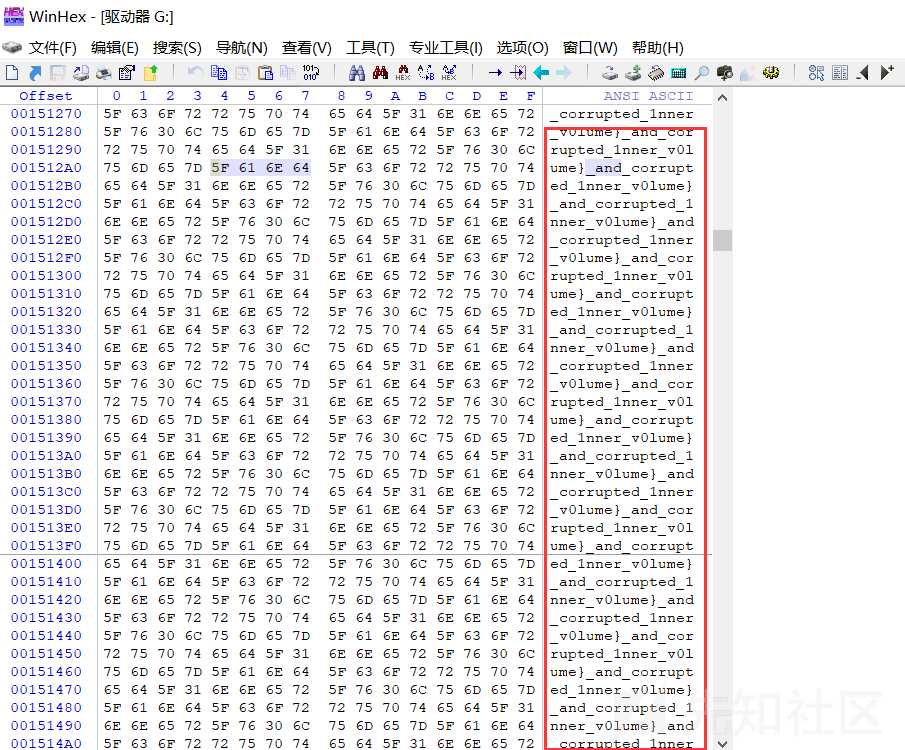 WinHex - [驱动器 G:]
文件(F) 编辑(E) 搜索(S) 导航(N) 查看(V) 工具(T) 专业工具(I) 选项(O) 窗口(W) 帮助(H)
Offset 0 1 2 3 4 5 6 7 8 9 A B C D E F ANSI ASCII
00151270 5F 63 6F 72 72 75 70 74 65 64 5F 31 6E 6E 65 72 _corrupted_1nner
00151280 5F 76 30 6C 75 6D 65 7D 5F 61 6E 64 5F 63 6F 72 _v0lume}_and_cor
00151290 72 75 70 74 65 64 5F 31 6E 6E 65 72 5F 76 30 6C rupted_1nner_v0l
001512A0 75 6D 65 7D 5F 61 6E 64 5F 63 6F 72 72 75 70 74 ume}_and_corrupt
001512B0 65 64 5F 31 6E 6E 65 72 5F 76 30 6C 75 6D 65 7D ed_1nner_v0lume}
001512C0 5F 61 6E 64 5F 63 6F 72 72 75 70 74 65 64 5F 31 _and_corrupted_1
001512D0 6E 6E 65 72 5F 76 30 6C 75 6D 65 7D 5F 61 6E 64 nner_v0lume}_and
001512E0 5F 63 6F 72 72 75 70 74 65 64 5F 31 6E 6E 65 72 _corrupted_1nner
001512F0 5F 76 30 6C 75 6D 65 7D 5F 61 6E 64 5F 63 6F 72 _v0lume}_and_cor
00151300 72 75 70 74 65 64 5F 31 6E 6E 65 72 5F 76 30 6C rupted_1nner_v0l
00151310 75 6D 65 7D 5F 61 6E 64 5F 63 6F 72 72 75 70 74 ume}_and_corrupt
00151320 65 64 5F 31 6E 6E 65 72 5F 76 30 6C 75 6D 65 7D ed_1nner_v0lume}
00151330 5F 61 6E 64 5F 63 6F 72 72 75 70 74 65 64 5F 31 _and_corrupted_1
00151340 6E 6E 65 72 5F 76 30 6C 75 6D 65 7D 5F 61 6E 64 nner_v0lume}_and
00151350 5F 63 6F 72 72 75 70 74 65 64 5F 31 6E 6E 65 72 _corrupted_1nner
00151360 5F 76 30 6C 75 6D 65 7D 5F 61 6E 64 5F 63 6F 72 _v0lume}_and_cor
00151370 72 75 70 74 65 64 5F 31 6E 6E 65 72 5F 76 30 6C rupted_1nner_v0l
00151380 75 6D 65 7D 5F 61 6E 64 5F 63 6F 72 72 75 70 74 ume}_and_corrupt
00151390 65 64 5F 31 6E 6E 65 72 5F 76 30 6C 75 6D 65 7D ed_1nner_v0lume}
001513A0 5F 61 6E 64 5F 63 6F 72 72 75 70 74 65 64 5F 31 _and_corrupted_1
001513B0 6E 6E 65 72 5F 76 30 6C 75 6D 65 7D 5F 61 6E 64 nner_v0lume}_and
001513C0 5F 63 6F 72 72 75 70 74 65 64 5F 31 6E 6E 65 72 _corrupted_1nner
001513D0 5F 76 30 6C 75 6D 65 7D 5F 61 6E 64 5F 63 6F 72 _v0lume}_and_cor
001513E0 72 75 70 74 65 64 5F 31 6E 6E 65 72 5F 76 30 6C rupted_1nner_v0l
001513F0 75 6D 65 7D 5F 61 6E 64 5F 63 6F 72 72 75 70 74 ume}_and_corrupt
00151400 65 64 5F 31 6E 6E 65 72 5F 76 30 6C 75 6D 65 7D ed_1nner_v0lume}
00151410 5F 61 6E 64 5F 63 6F 72 72 75 70 74 65 64 5F 31 _and_corrupted_1
00151420 6E 6E 65 72 5F 76 30 6C 75 6D 65 7D 5F 61 6E 64 nner_v0lume}_and
00151430 5F 63 6F 72 72 75 70 74 65 64 5F 31 6E 6E 65 72 _corrupted_1nner
00151440 5F 76 30 6C 75 6D 65 7D 5F 61 6E 64 5F 63 6F 72 _v0lume}_and_cor
00151450 72 75 70 74 65 64 5F 31 6E 6E 65 72 5F 76 30 6C rupted_1nner_v0l
00151460 75 6D 65 7D 5F 61 6E 64 5F 63 6F 72 72 75 70 74 ume}_and_corrupt
00151470 65 64 5F 31 6E 6E 65 72 5F 76 30 6C 75 6D 65 7D ed_1nner_v0lume}
00151480 5F 61 6E 64 5F 63 6F 72 72 75 70 74 65 64 5F 31 _and_corrupted_1
00151490 6E 6E 65 72 5F 76 30 6C 75 6D 65 7D 5F 61 6E 64 nner_v0lume}_and
001514A0 5F 63 6F 72 72 75 70 74 65 64 5F 31 6E 6E 65 72 _corrupted_1nner
先知社区